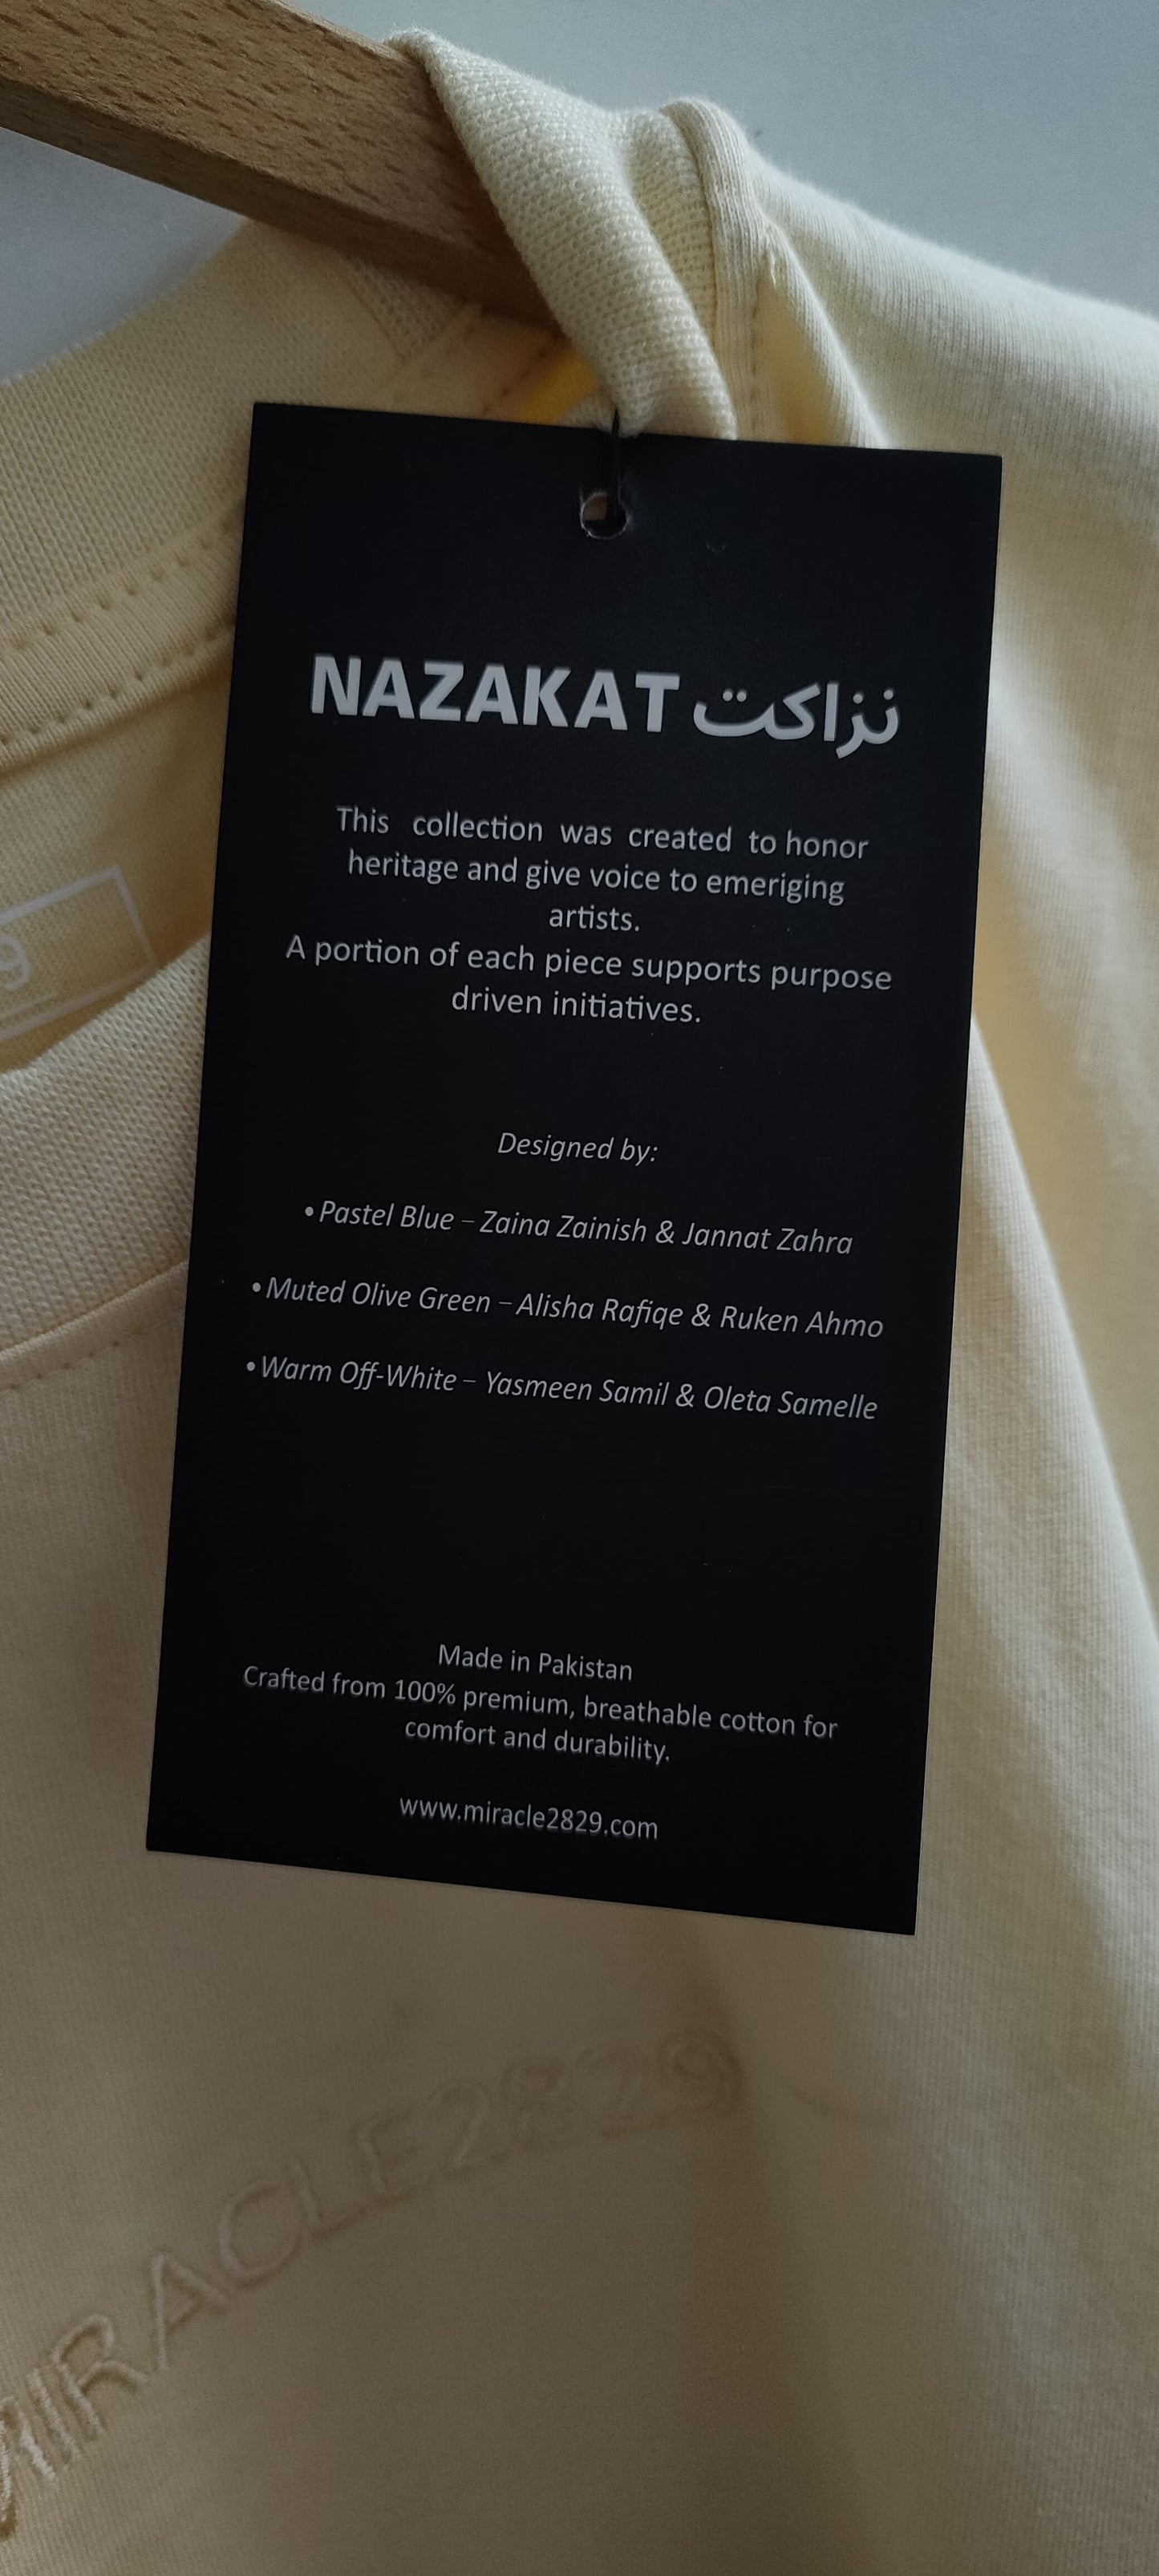 NAZAKAT نزاکت
This collection was created to honor
heritage and give voice to emeriging
artists.
A portion of each piece supports purpose
driven initiatives.
Designed by:
• Pastel Blue – Zaina Zainish & Jannat Zahra
• Muted Olive Green – Alisha Rafiqe & Ruken Ahmo
• Warm Off-White – Yasmeen Samil & Oleta Samelle
Made in Pakistan
Crafted from 100% premium, breathable cotton for
comfort and durability.
www.miracle2829.com
9
MIRACLE2829